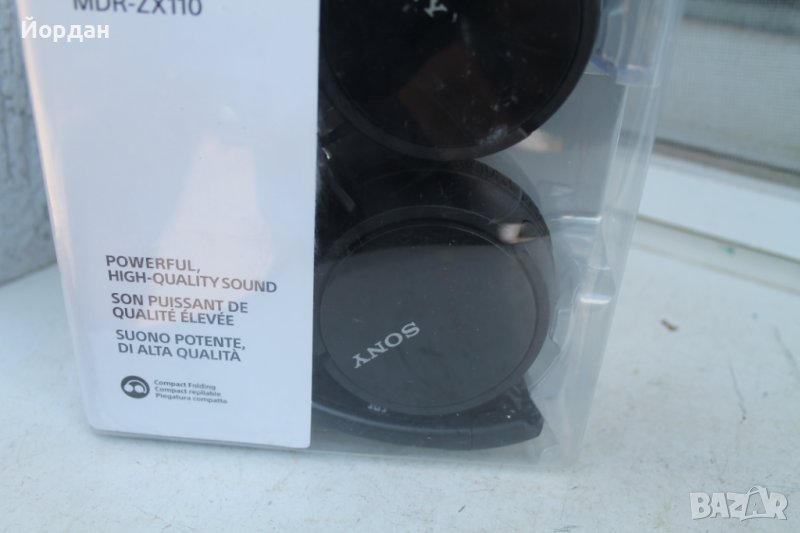 MDR-ZX110
Йордан
POWERFUL,
HIGH-QUALITY SOUND
SON PUISSANT DE
QUALITÉ ÉLEVÉE
SUONO POTENTE,
DI ALTA QUALITÀ
Compact Folding
Compact repliable
Piegatura compatta
SONY
BAZAR